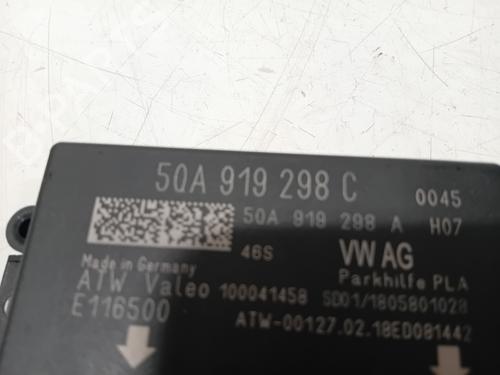 5QA 919 298 C
0045
5QA 919 298 A H07
46S
VW AG
Made in Germany
Parkhilfe PLA
ATW Valeo 100041458 SD01/1805801028
E116500
ATW-00127.02.18ED081442